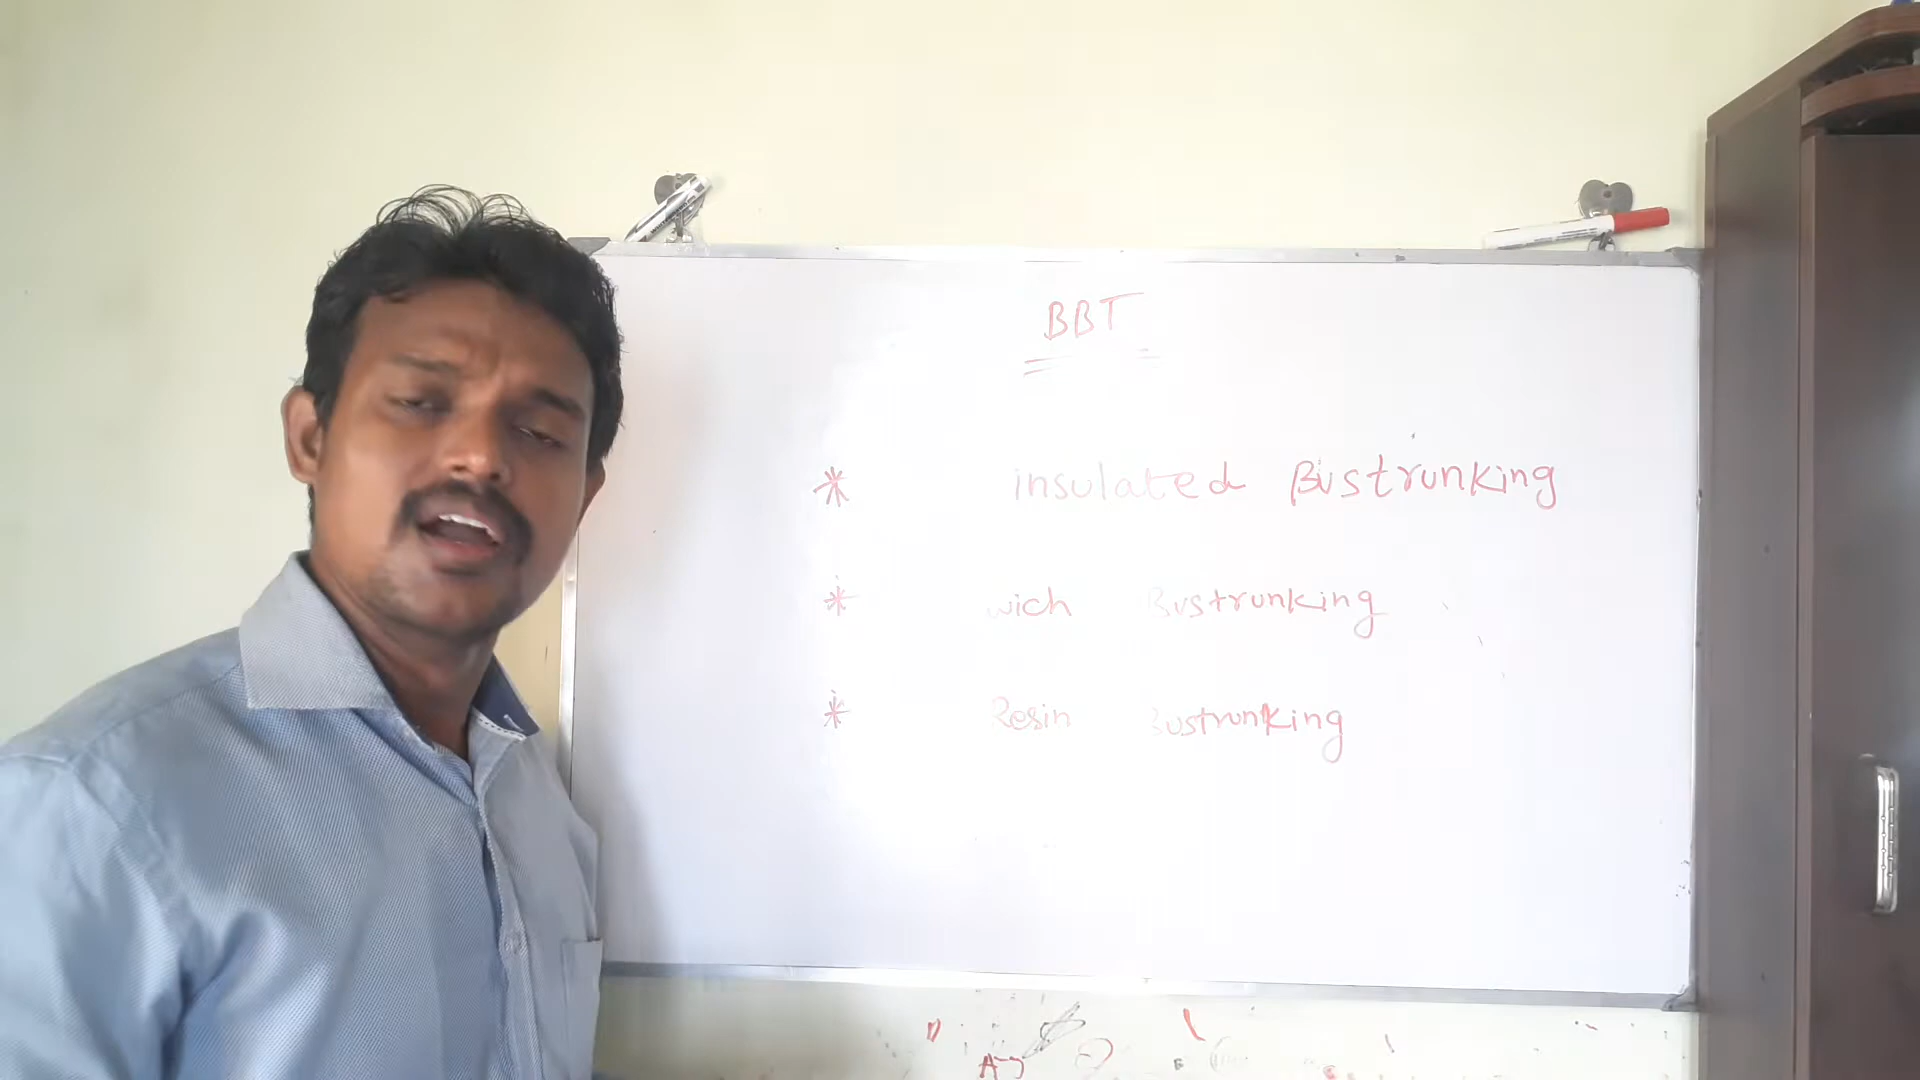 BBT
* insulated Bustrunking
* wich Bustrunking
* Resin Bustrunking